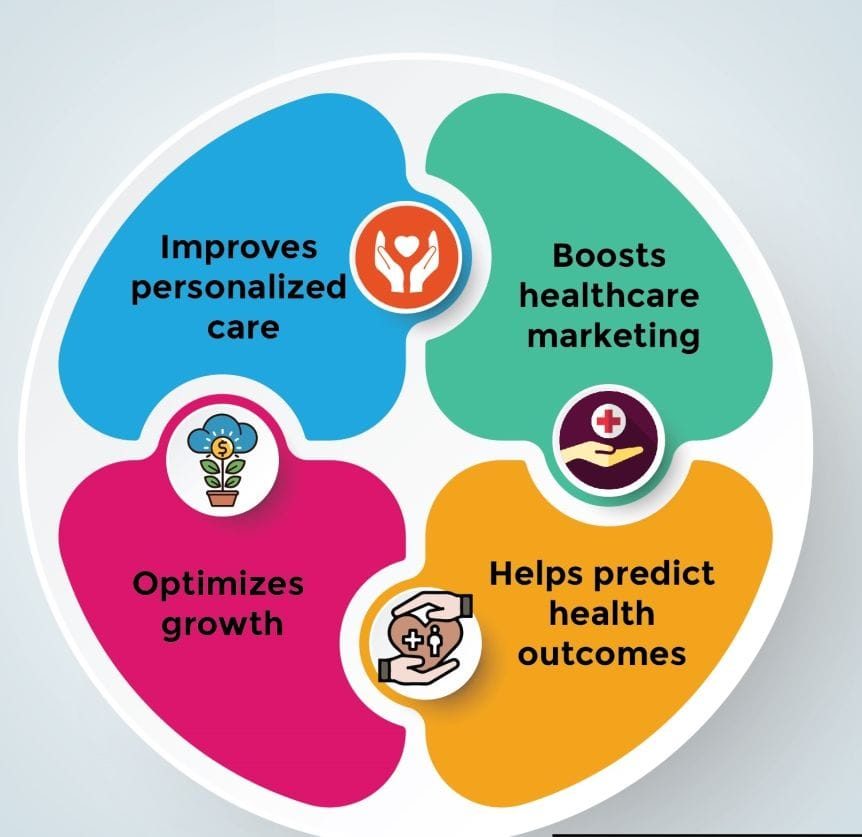 Improves
personalized
care
Boosts
healthcare
marketing
Optimizes
growth
Helps predict
health
outcomes